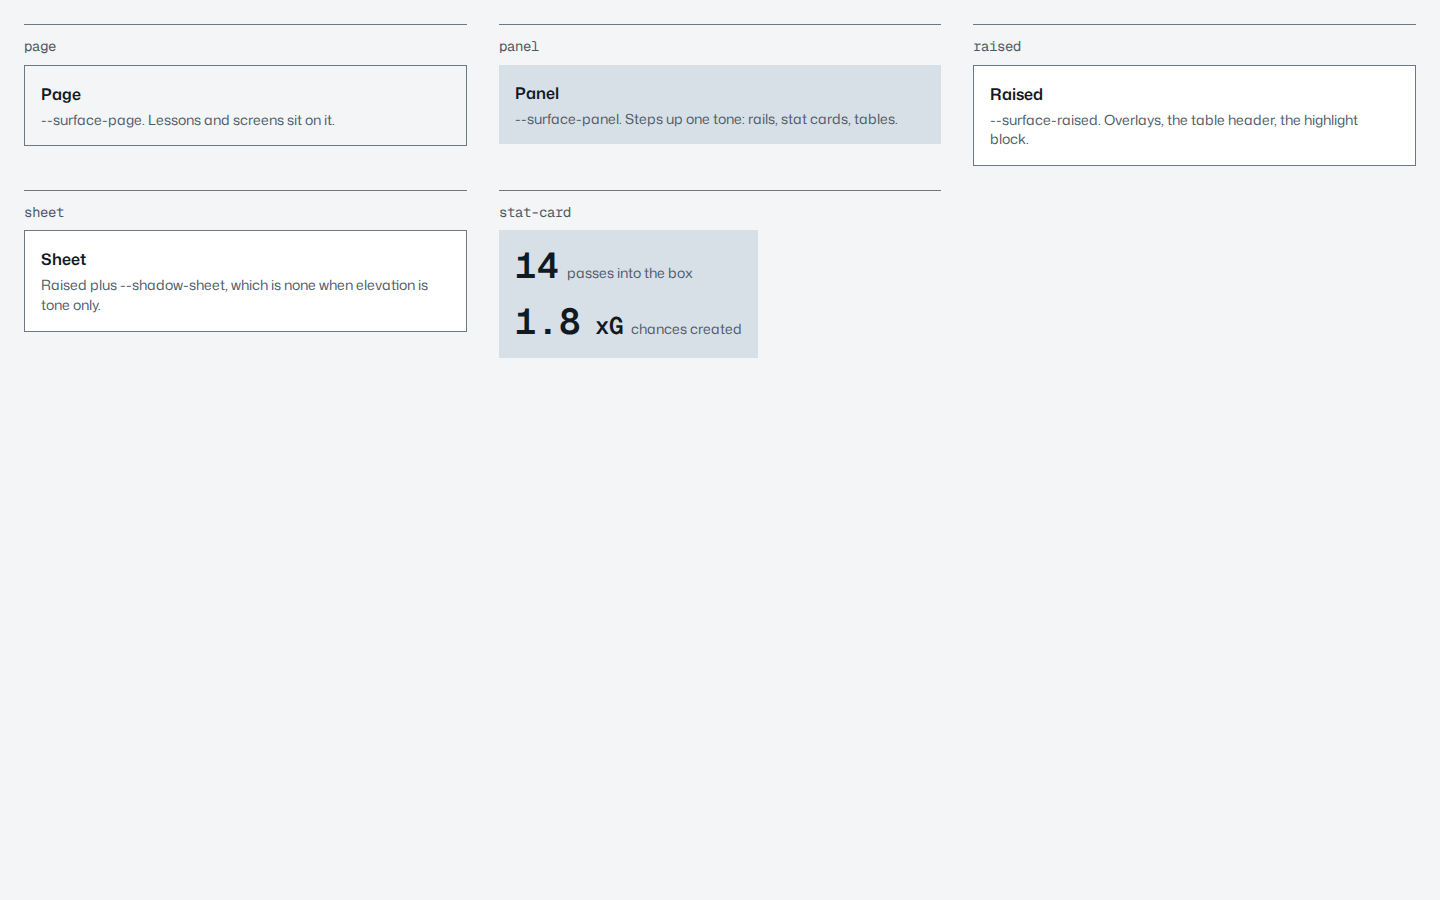 page
Page
--surface-page. Lessons and screens sit on it.
panel
Panel
--surface-panel. Steps up one tone: rails, stat cards, tables.
raised
Raised
--surface-raised. Overlays, the table header, the highlight
block.
sheet
Sheet
Raised plus --shadow-sheet, which is none when elevation is
tone only.
stat-card
14 passes into the box
1.8 xG chances created